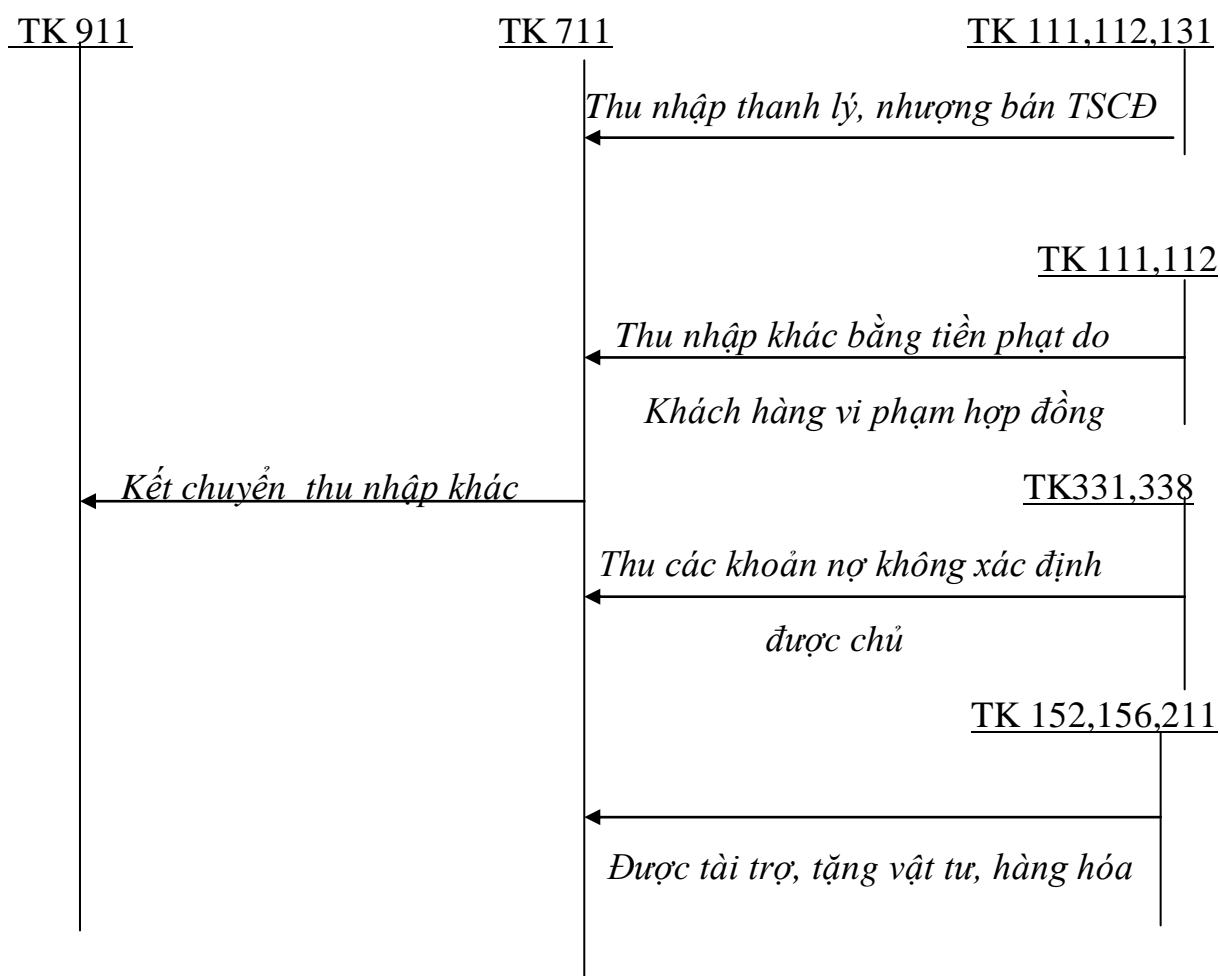 TK 911
TK 711
TK 111,112,131
Thu nhập thanh lý, nhượng bán TSCĐ
TK 111,112
Thu nhập khác bằng tiền phạt do
Khách hàng vi phạm hợp đồng
Kết chuyển thu nhập khác
TK331,338
Thu các khoản nợ không xác định
được chủ
TK 152,156,211
Được tài trợ, tặng vật tư, hàng hóa